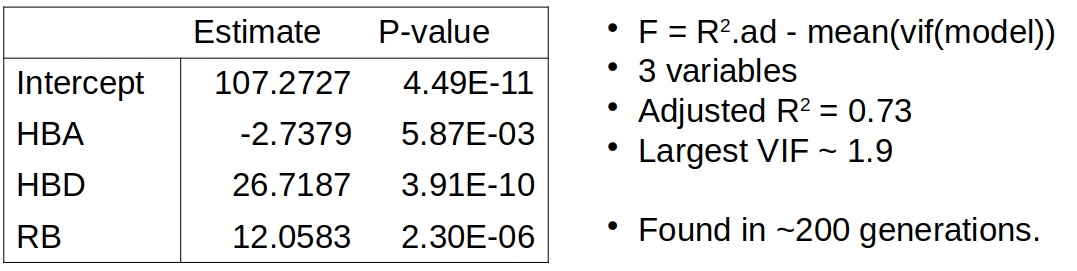 Estimate P-value
Intercept 107.2727 4.49E-11
HBA -2.7379 5.87E-03
HBD 26.7187 3.91E-10
RB 12.0583 2.30E-06
• F = R².ad - mean(vif(model))
• 3 variables
• Adjusted R² = 0.73
• Largest VIF ~ 1.9
• Found in ~200 generations.